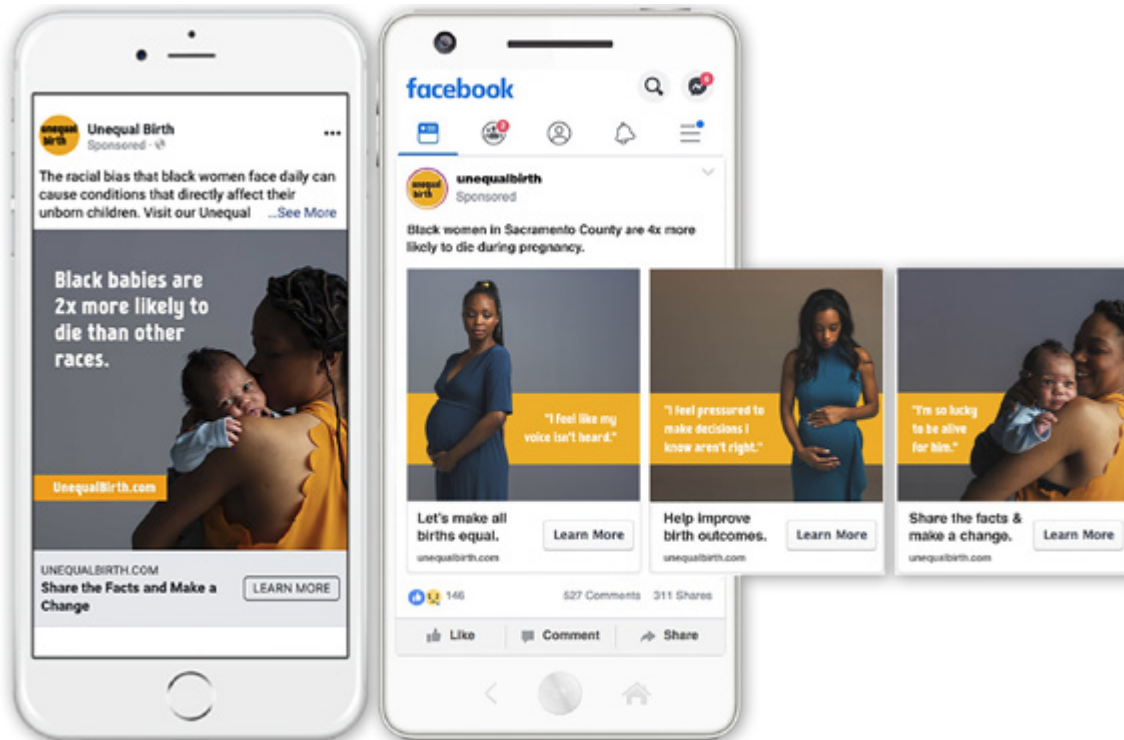 unequal
birth
Unequal Birth
Sponsored ·
The racial bias that black women face daily can
cause conditions that directly affect their
unborn children. Visit our Unequal ...See More
Black babies are
2x more likely to
die than other
races.
UnequalBirth.com
UNEQUALBIRTH.COM
Share the Facts and Make a
Change
LEARN MORE
facebook
2
unequal
birth
unequalbirth
Sponsored
Black women in Sacramento County are 4x more
likely to die during pregnancy.
"I feel like my
voice isn't heard."
Let's make all
births equal.
unequalbirth.com
Learn More
"I feel pressured to
make decisions I
know aren't right."
Help improve
birth outcomes.
unequalbirth.com
Learn More
"I'm so lucky
to be alive
for him."
Share the facts &
make a change.
unequalbirth.com
Learn More
146
527 Comments 311 Shares
Like Comment Share